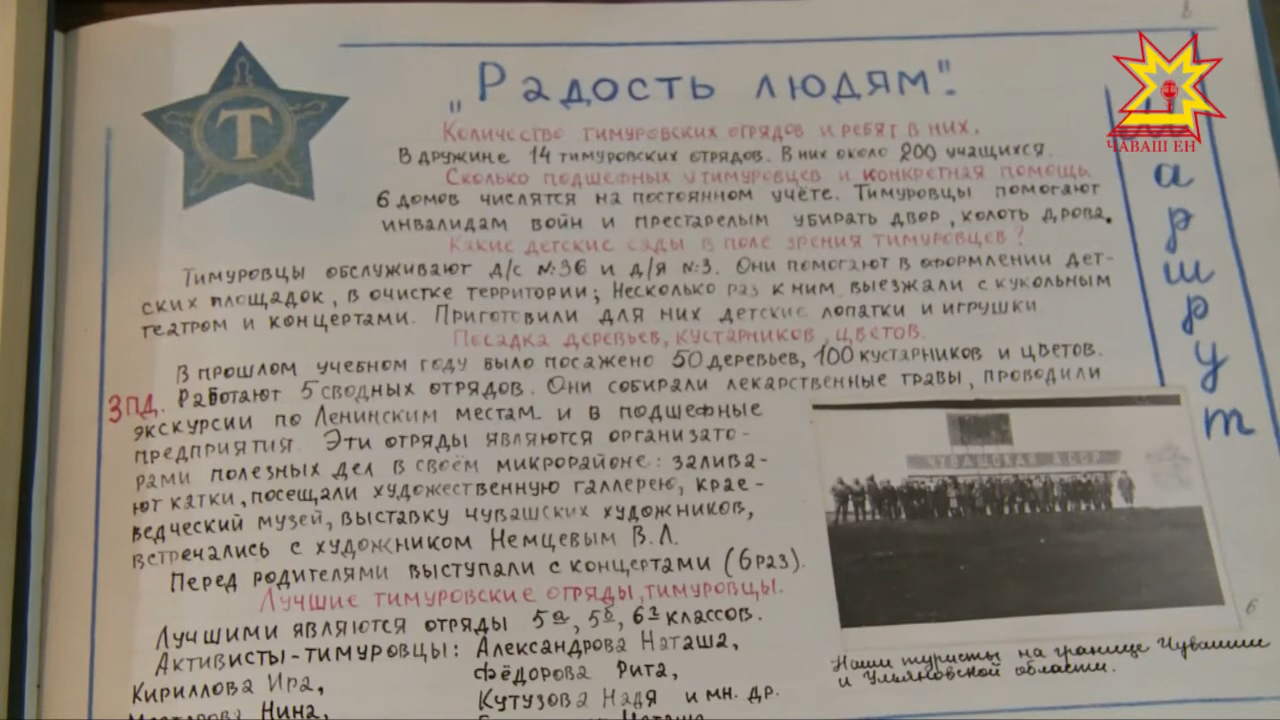 „Радость людям".
Количество тимуровских отрядов и ребят в них.
В дружине 14 тимуровских отрядов. В них около 200 учащихся.
Сколько подшефных у тимуровцев и конкретная помощь
6 домов числятся на постоянном учёте. Тимуровцы помогают
инвалидам войн и престарелым убирать двор, колоть дрова.
Какие детские сады в поле зрения тимуровцев?
Тимуровцы обслуживают д/с №36 и д/я №3. Они помогают в оформлении дет-
ских площадок, в очистке территории; Несколько раз к ним выезжали с кукольным
театром и концертами. Приготовили для них детские лопатки и игрушки
Посадка деревьев, кустарников, цветов.
В прошлом учебном году было посажено 50 деревьев, 100 кустарников и цветов.
ЗПД. Работают 5 сводных отрядов. Они собирали лекарственные травы, проводили
экскурсии по Ленинским местам и в подшефные
предприятия. Эти отряды являются организато-
рами полезных дел в своём микрорайоне: залива-
ют катки, посещали художественную галлерею, крае-
ведческий музей, выставку чувашских художников,
встречались с художником Немцевым В.Л.
Перед родителями выступали с концертами (6 раз).
Лучшие тимуровские отряды, тимуровцы.
Лучшими являются отряды 5а, 5б, 6г классов.
Активисты-тимуровцы: Александрова Наташа,
Кириллова Ира, Фёдорова Рита,
Нина, Кутузова Надя и мн. др.
Наташа
Т
Маршрут
ЧАВАШ ЕН
ЧУВАШСКАЯ АССР
Наши туристы на границе Чувашии
и Ульяновской области.
6